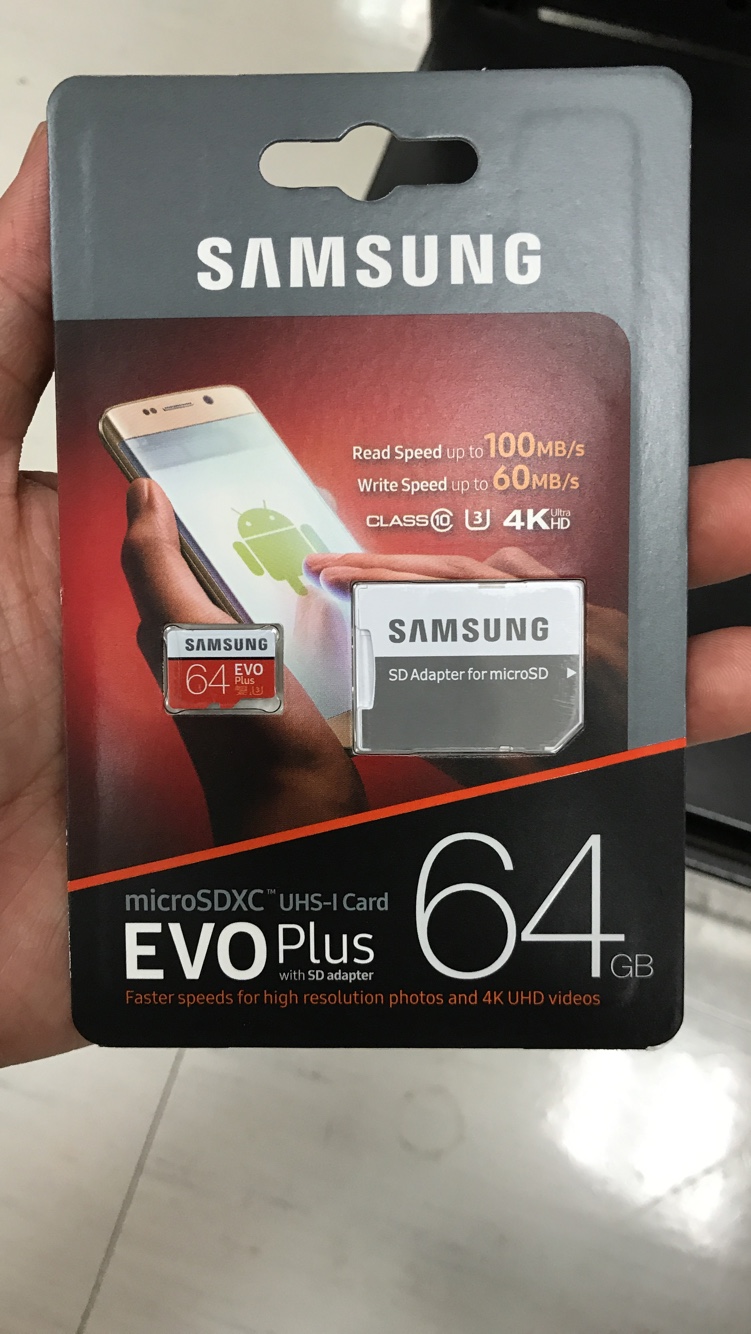 SAMSUNG
Read Speed up to 100MB/s
Write Speed up to 60MB/s
CLASS 10 U3 4K Ultra HD
SAMSUNG
64 EVO Plus
SAMSUNG
SD Adapter for microSD
microSDXC™ UHS-I Card
EVO Plus
with SD adapter
64GB
Faster speeds for high resolution photos and 4K UHD videos